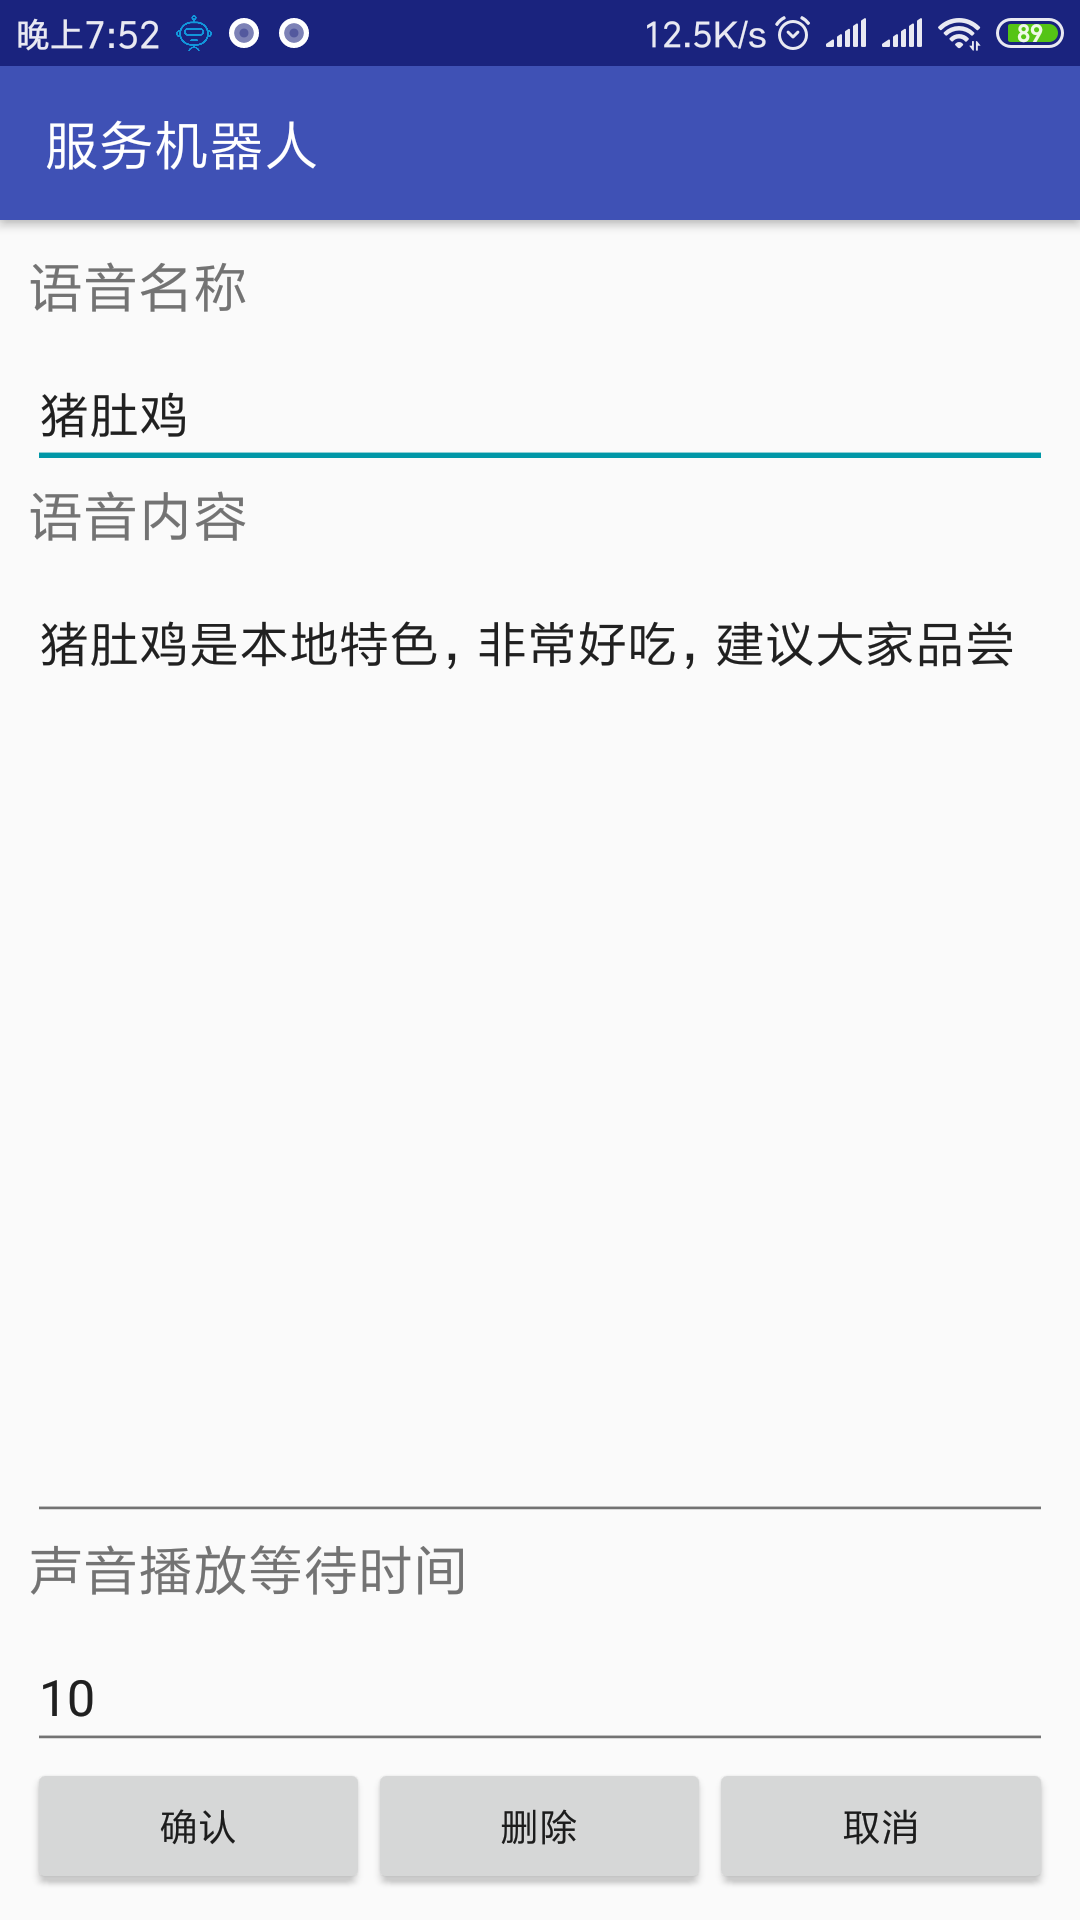 晚上7:52 12.5K/s 89
服务机器人
语音名称
猪肚鸡
语音内容
猪肚鸡是本地特色，非常好吃，建议大家品尝
声音播放等待时间
10
确认 删除 取消